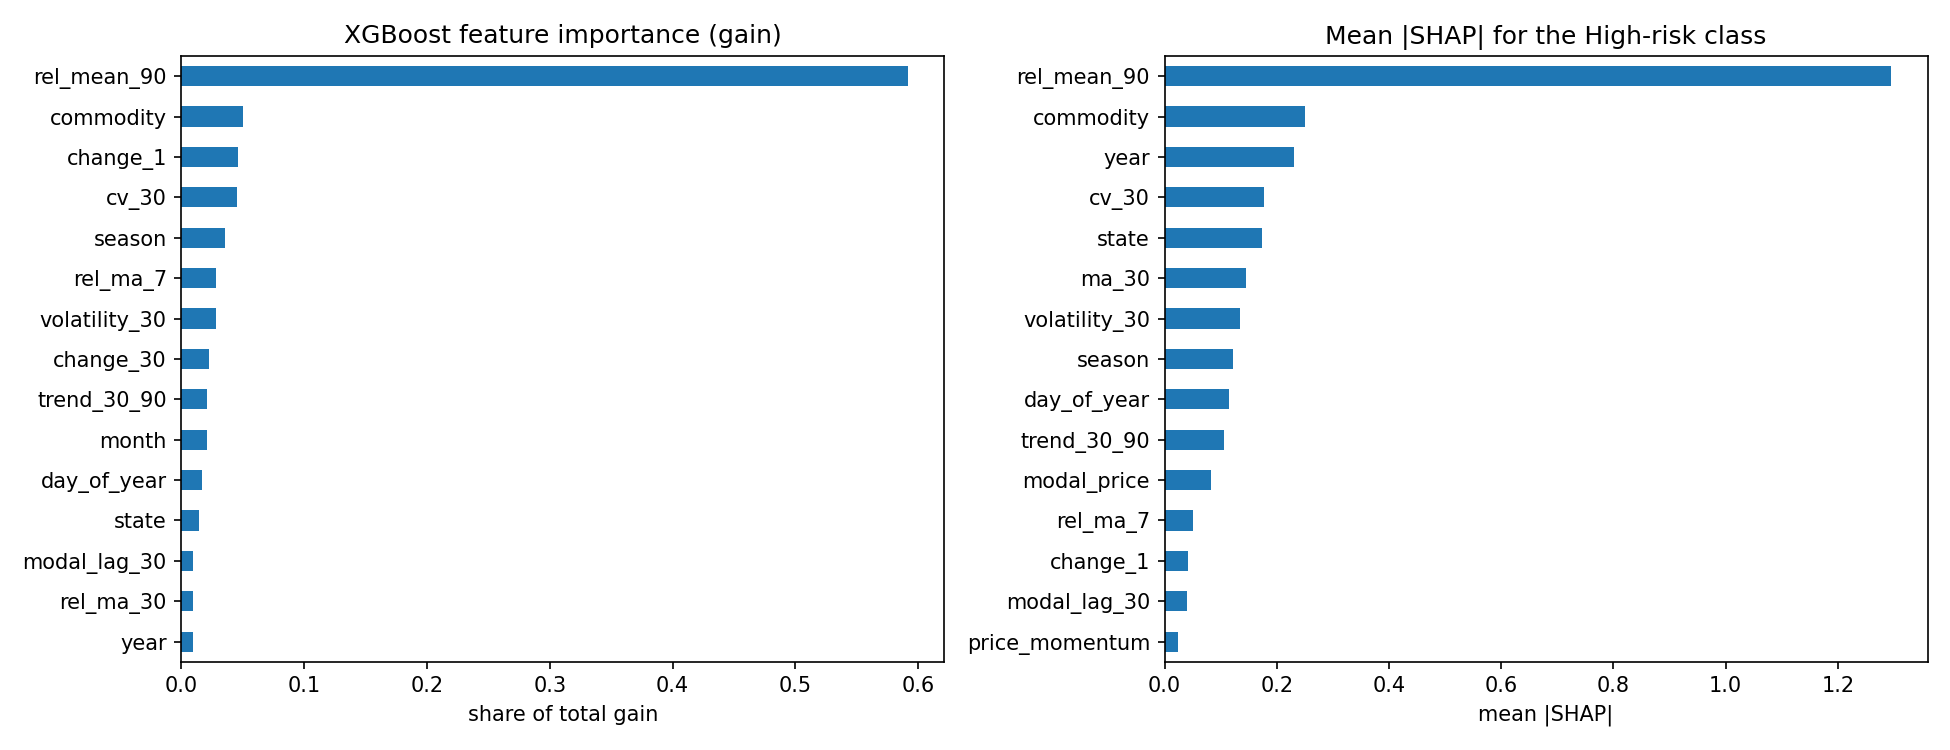 XGBoost feature importance (gain)
rel_mean_90
commodity
change_1
cv_30
season
rel_ma_7
volatility_30
change_30
trend_30_90
month
day_of_year
state
modal_lag_30
rel_ma_30
year
0.0 0.1 0.2 0.3 0.4 0.5 0.6
share of total gain
Mean |SHAP| for the High-risk class
rel_mean_90
commodity
year
cv_30
state
ma_30
volatility_30
season
day_of_year
trend_30_90
modal_price
rel_ma_7
change_1
modal_lag_30
price_momentum
0.0 0.2 0.4 0.6 0.8 1.0 1.2
mean |SHAP|